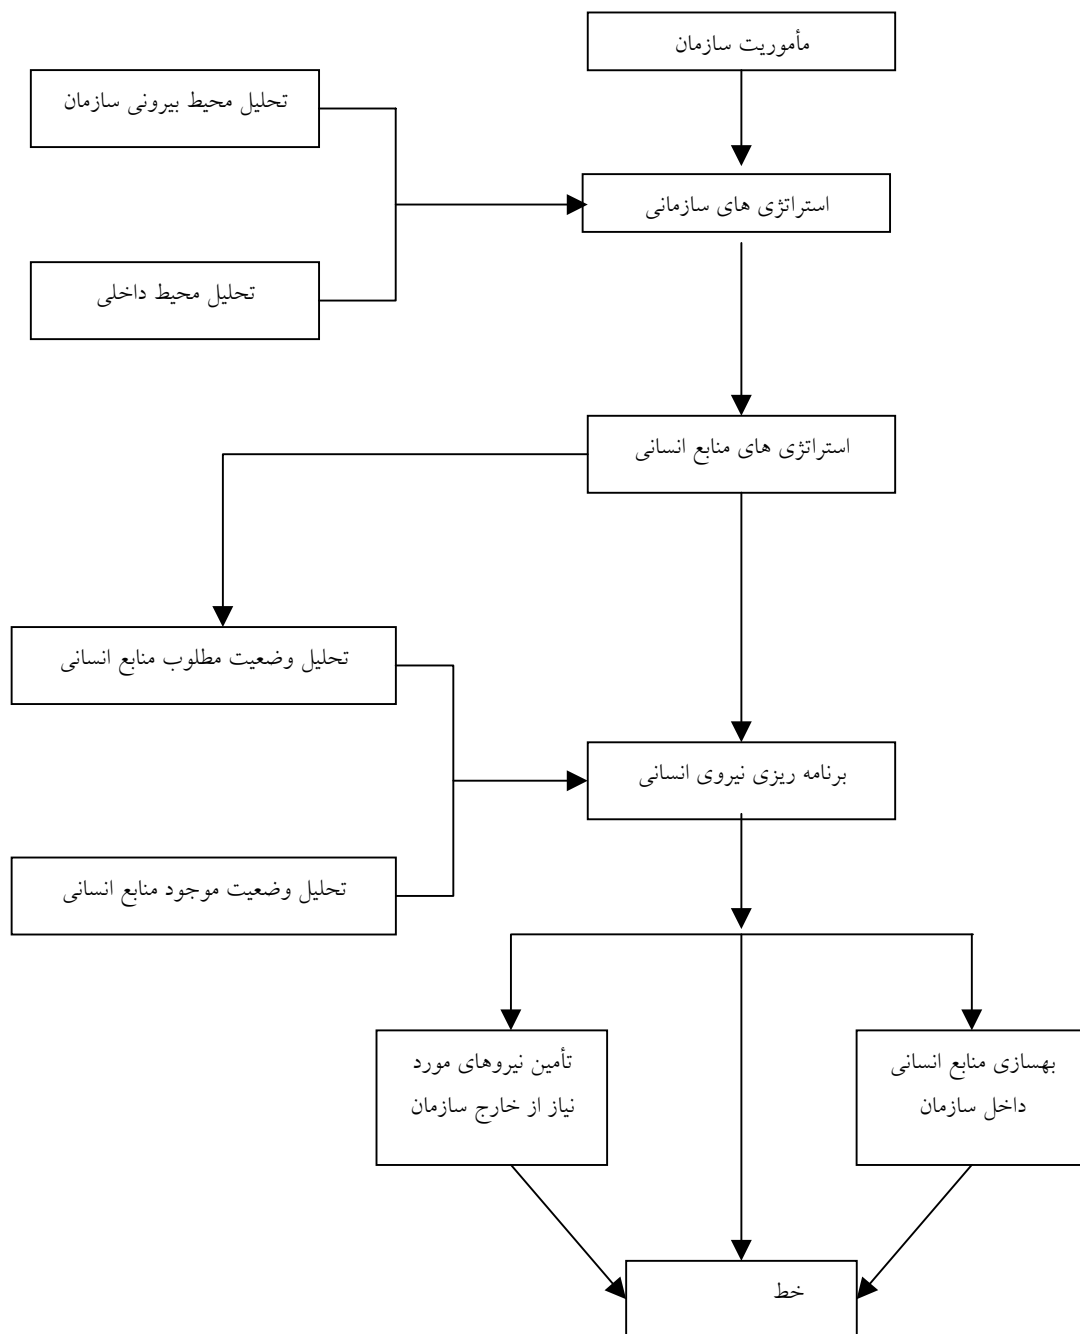 مأموریت سازمان
تحلیل محیط بیرونی سازمان
استراتژی های سازمانی
تحلیل محیط داخلی
استراتژی های منابع انسانی
تحلیل وضعیت مطلوب منابع انسانی
برنامه ریزی نیروی انسانی
تحلیل وضعیت موجود منابع انسانی
بهسازی منابع انسانی
داخل سازمان
تأمین نیروهای مورد
نیاز از خارج سازمان
خط